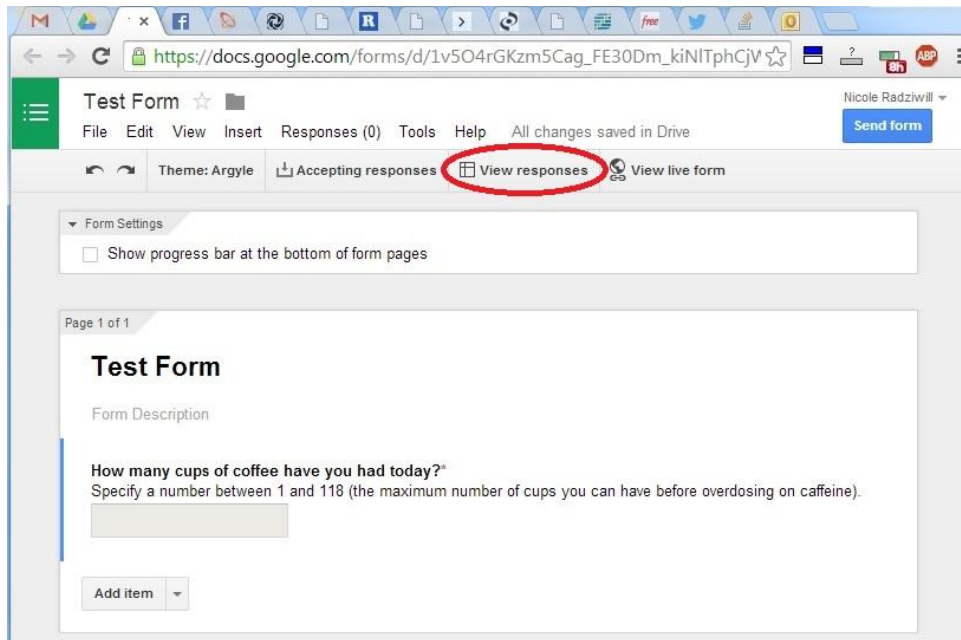 https://docs.google.com/forms/d/1v5O4rGKzm5Cag_FE30Dm_kiNlTphCjV
Test Form
Nicole Radziwill
File Edit View Insert Responses (0) Tools Help All changes saved in Drive
Send form
Theme: Argyle Accepting responses View responses View live form
Form Settings
Show progress bar at the bottom of form pages
Page 1 of 1
Test Form
Form Description
How many cups of coffee have you had today?*
Specify a number between 1 and 118 (the maximum number of cups you can have before overdosing on caffeine).
Add item